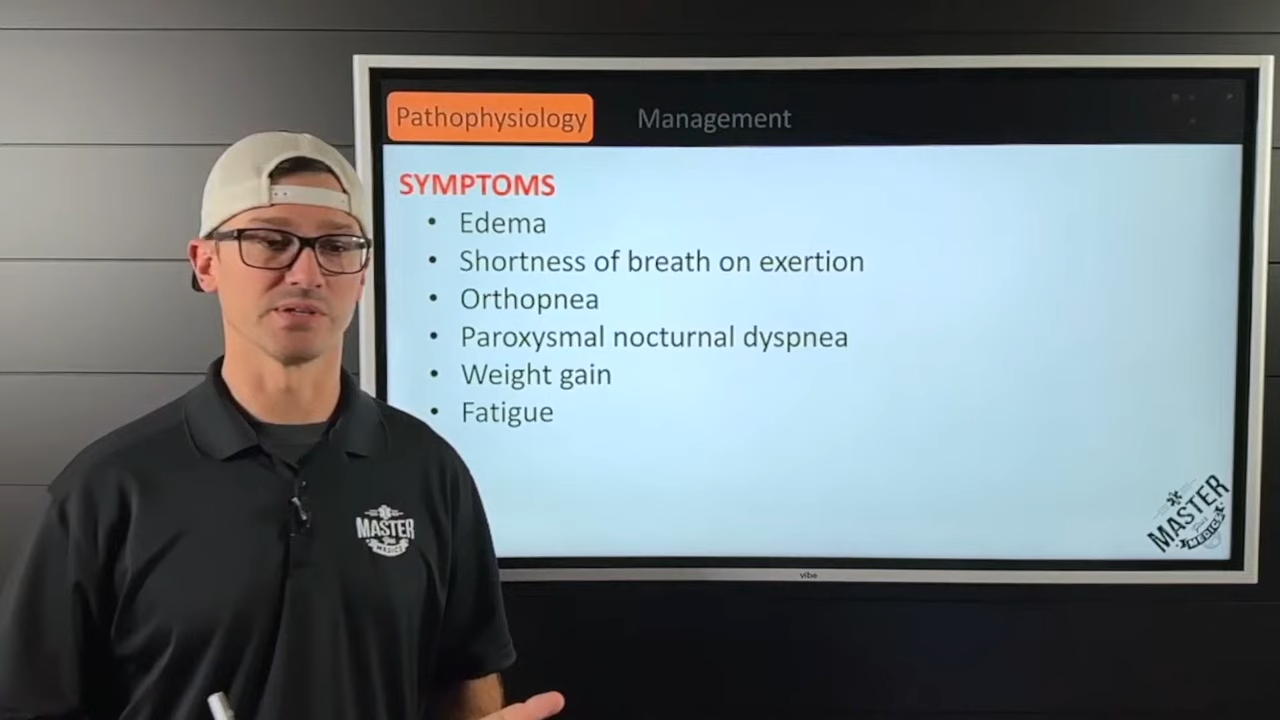 Pathophysiology Management
SYMPTOMS
• Edema
• Shortness of breath on exertion
• Orthopnea
• Paroxysmal nocturnal dyspnea
• Weight gain
• Fatigue
MASTER
MEDICS
MASTER
MEDICS
vibe